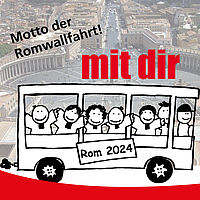 Motto der
Romwallfahrt!
mit dir
Rom 2024